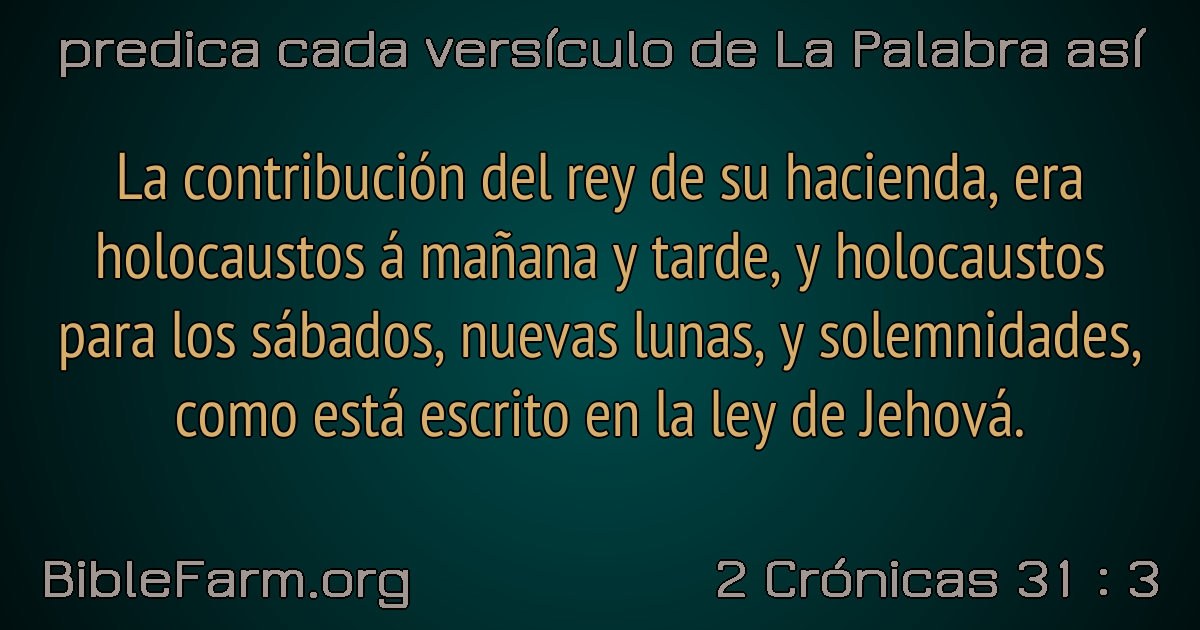 predica cada versículo de La Palabra así
La contribución del rey de su hacienda, era
holocaustos á mañana y tarde, y holocaustos
para los sábados, nuevas lunas, y solemnidades,
como está escrito en la ley de Jehová.
BibleFarm.org
2 Crónicas 31 : 3